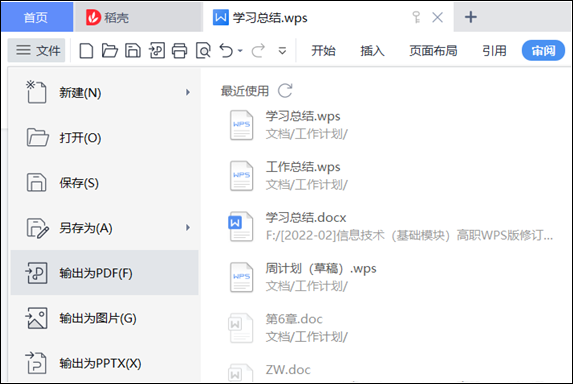 首页
稻壳
学习总结.wps
文件
开始 插入 页面布局 引用 审阅
新建(N)
打开(O)
保存(S)
另存为(A)
输出为PDF(F)
输出为图片(G)
输出为PPTX(X)
最近使用
学习总结.wps
文档/工作计划/
工作总结.wps
文档/工作计划/
学习总结.docx
F:/[2022-02]信息技术（基础模块）高职WPS版修订...
周计划（草稿）.wps
文档/工作计划/
第6章.doc
文档/工作计划/
ZW.doc